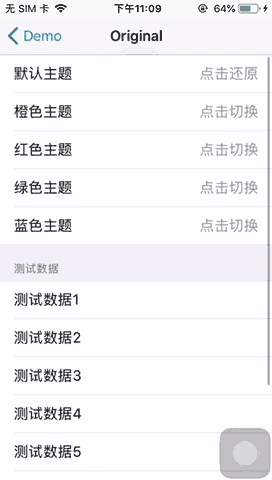 无 SIM 卡 下午11:09 64%
Demo Original
默认主题 点击还原
橙色主题 点击切换
红色主题 点击切换
绿色主题 点击切换
蓝色主题 点击切换
测试数据
测试数据1
测试数据2
测试数据3
测试数据4
测试数据5